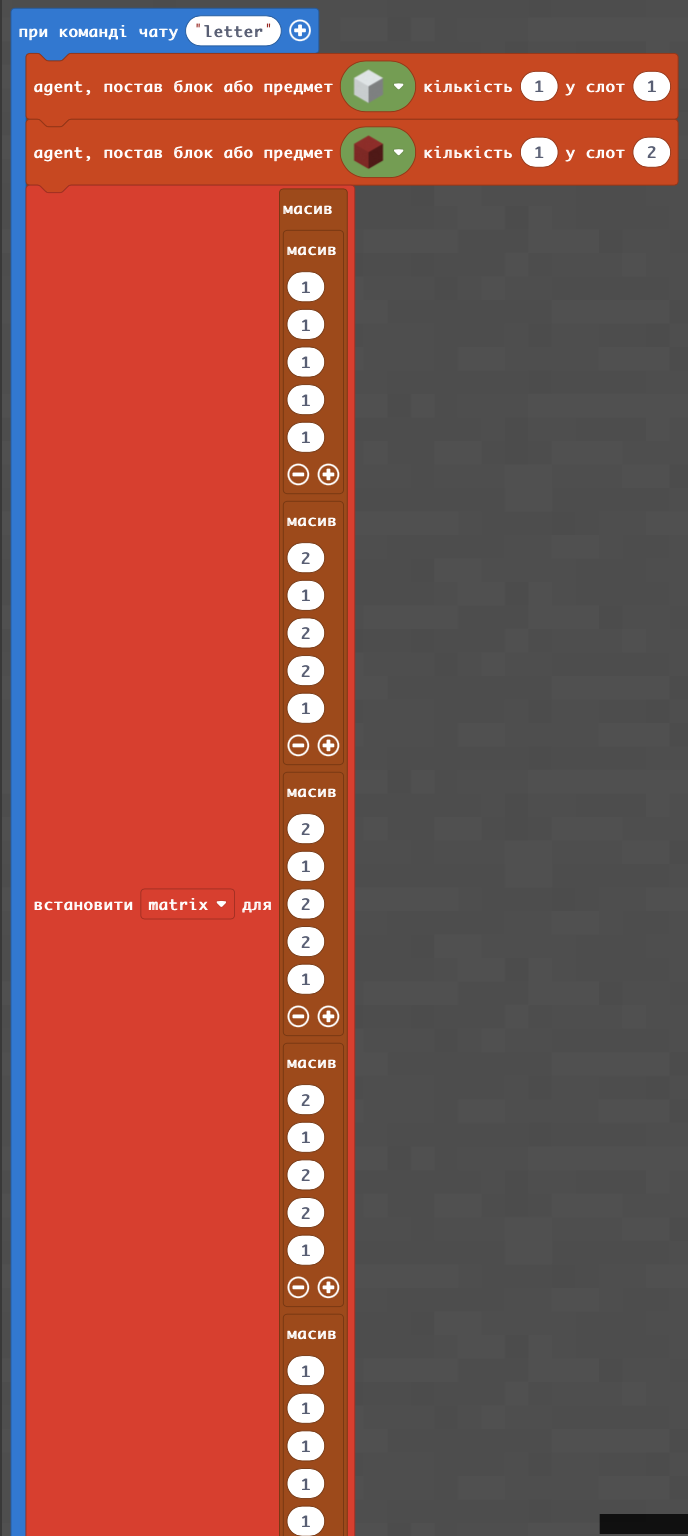 при команді чату "letter"
agent, постав блок або предмет кількість 1 у слот 1
agent, постав блок або предмет кількість 1 у слот 2
масив
масив
1
1
1
1
1
масив
2
1
2
2
1
масив
2
1
2
2
1
встановити matrix для
масив
2
1
2
2
1
масив
1
1
1
1
1